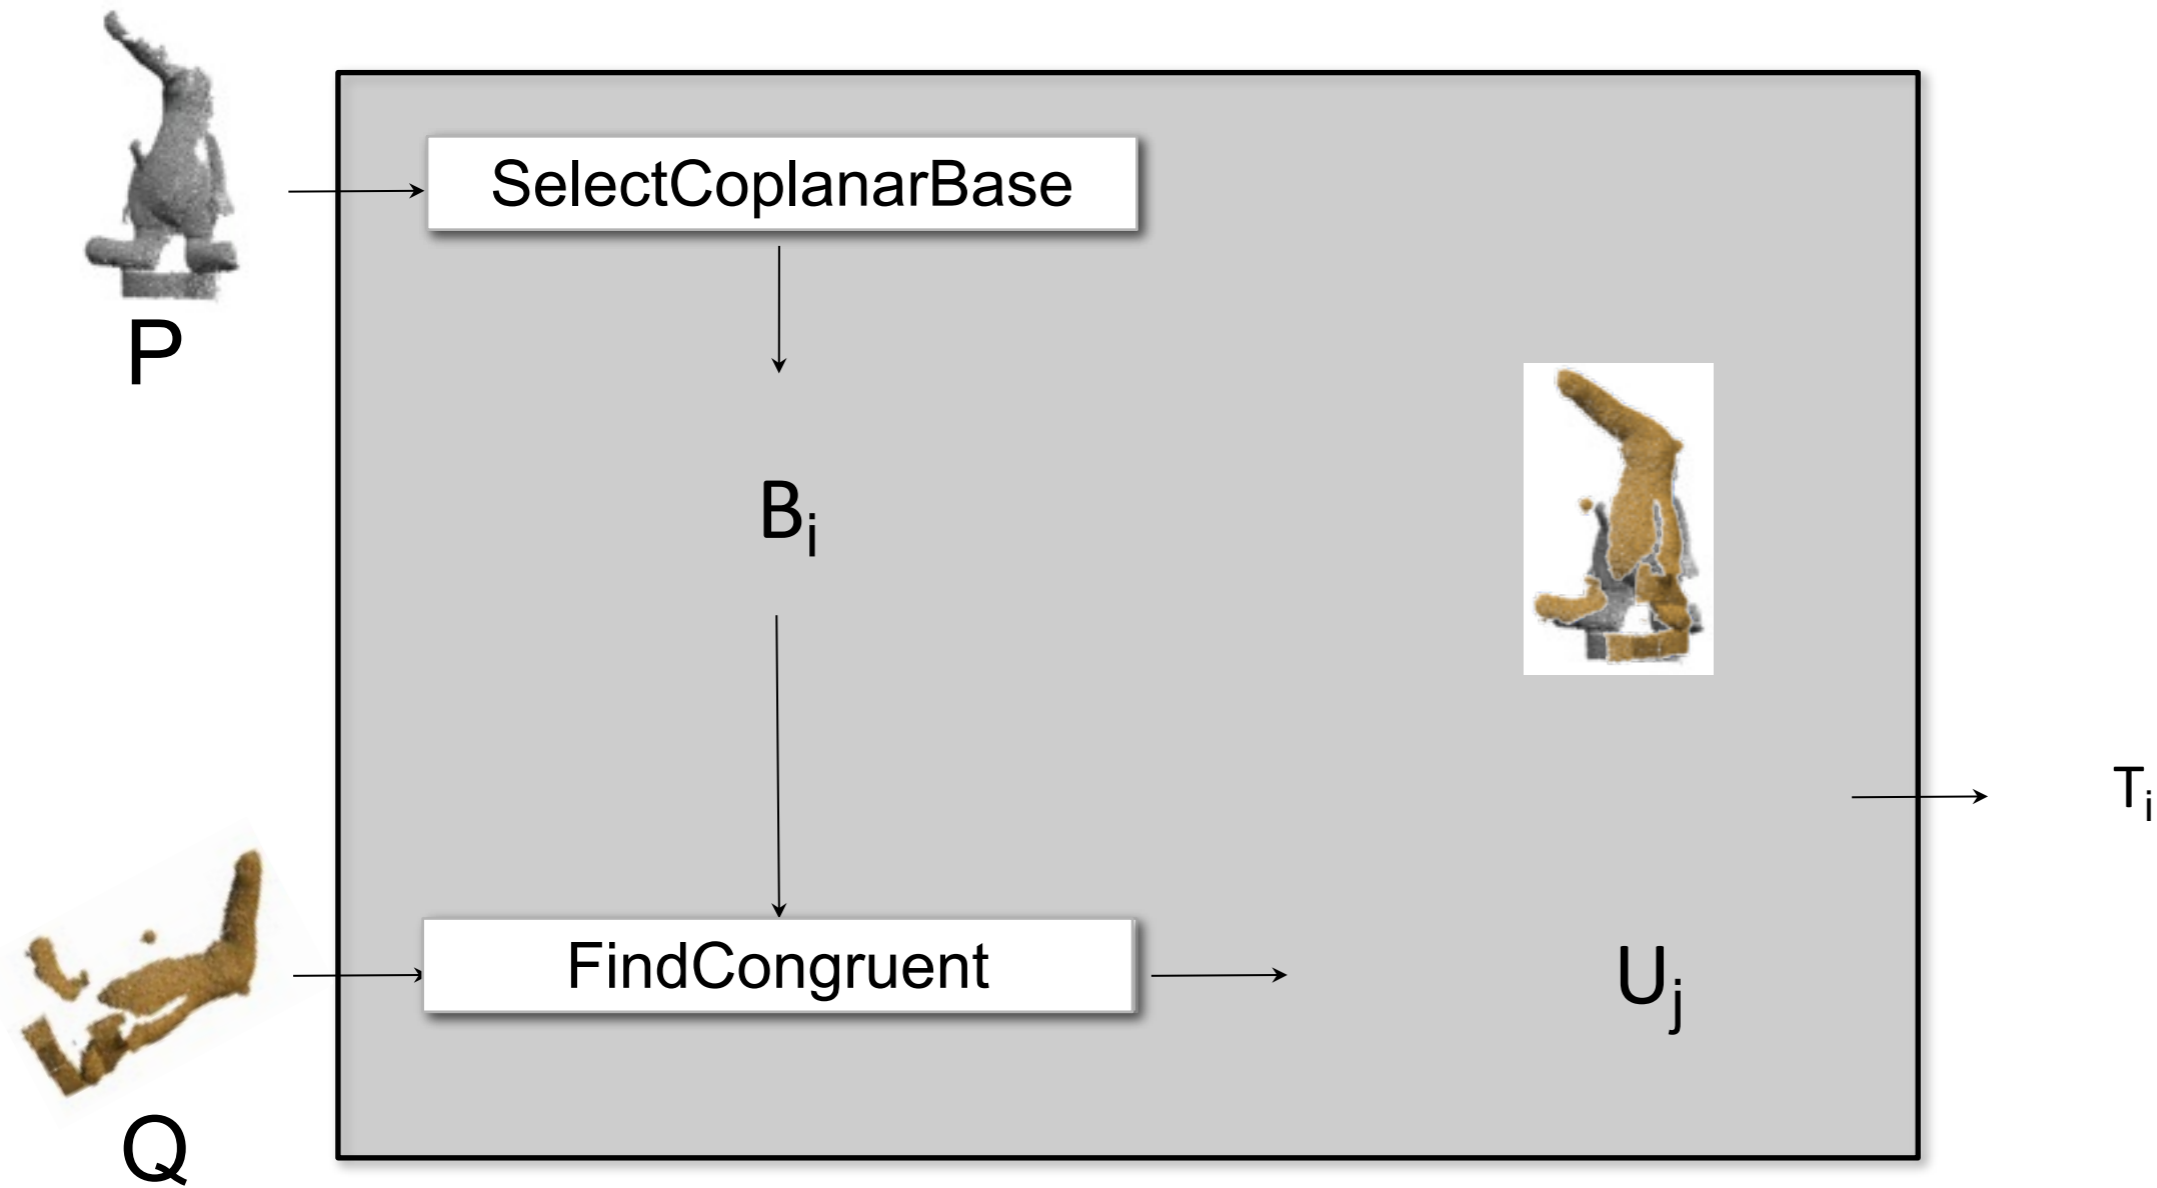 SelectCoplanarBase
P
Bi
Ti
FindCongruent
Uj
Q